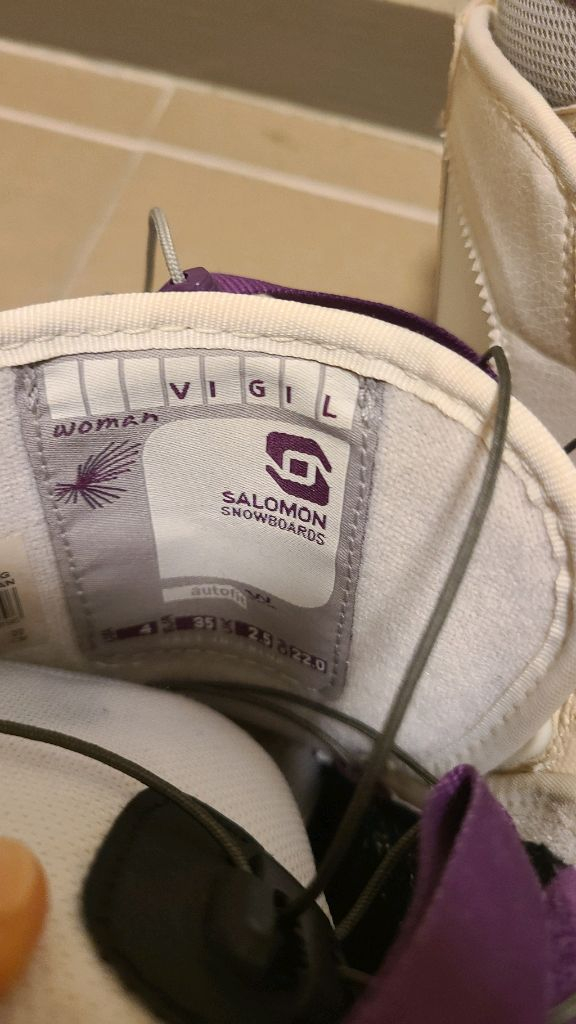 VIGIL
woman
SALOMON
SNOWBOARDS
autofit
4 35 2.5 22.0